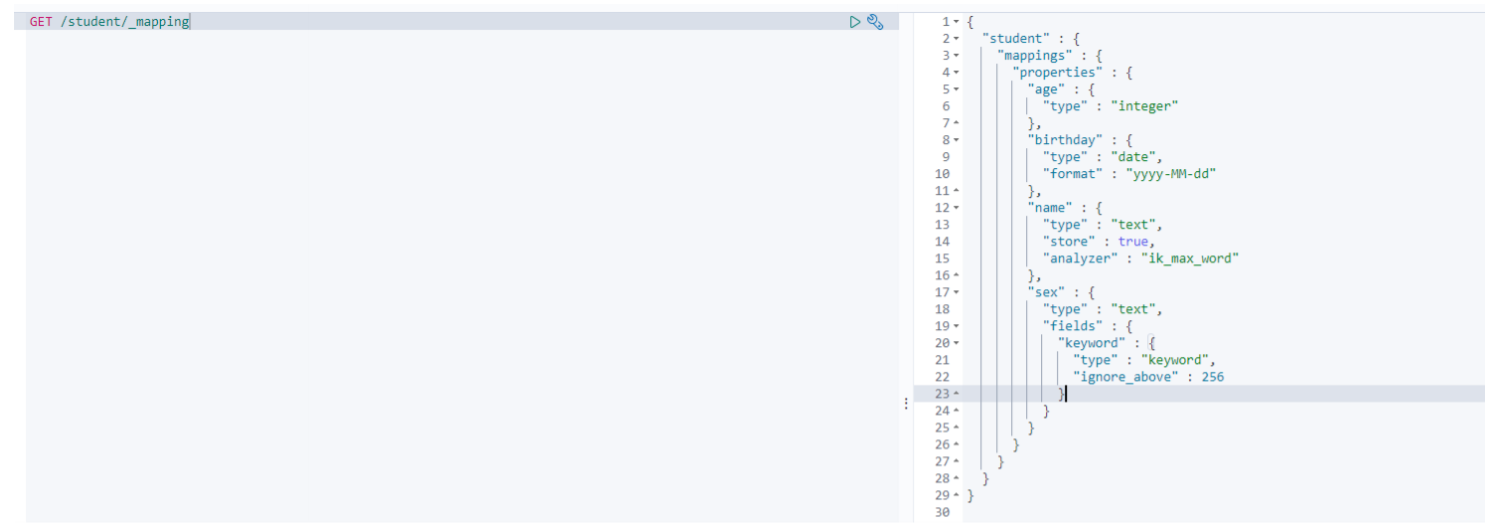 GET /student/_mapping
1 {
2 "student" : {
3 "mappings" : {
4 "properties" : {
5 "age" : {
6 "type" : "integer"
7 },
8 "birthday" : {
9 "type" : "date",
10 "format" : "yyyy-MM-dd"
11 },
12 "name" : {
13 "type" : "text",
14 "store" : true,
15 "analyzer" : "ik_max_word"
16 },
17 "sex" : {
18 "type" : "text",
19 "fields" : {
20 "keyword" : {
21 "type" : "keyword",
22 "ignore_above" : 256
23 }
24 }
25 }
26 }
27 }
28 }
29 }
30